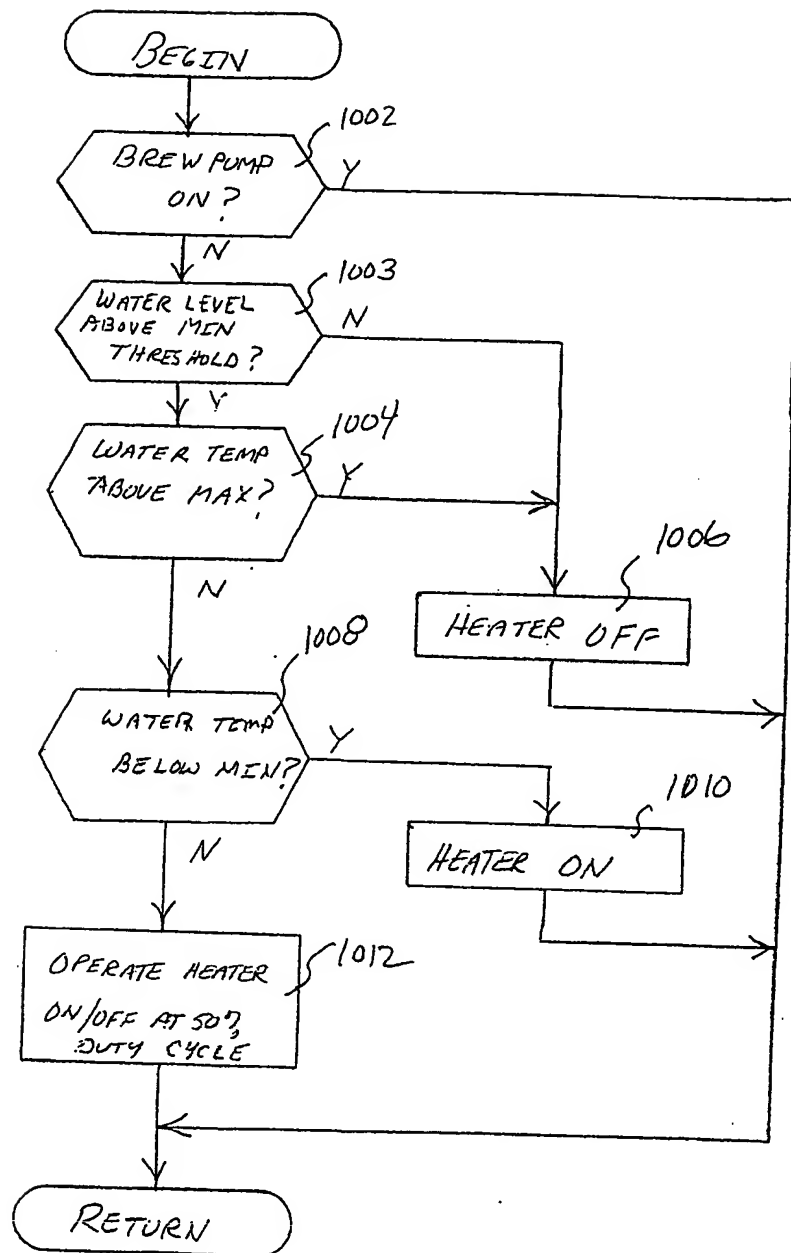 BEGIN
1002
BREW PUMP
ON?
Y
N
1003
WATER LEVEL
ABOVE MIN
THRESHOLD?
N
Y
1004
WATER TEMP
ABOVE MAX?
Y
N
1006
HEATER OFF
1008
WATER TEMP
BELOW MIN?
Y
N
1010
HEATER ON
1012
OPERATE HEATER
ON/OFF AT 50%
DUTY CYCLE
RETURN